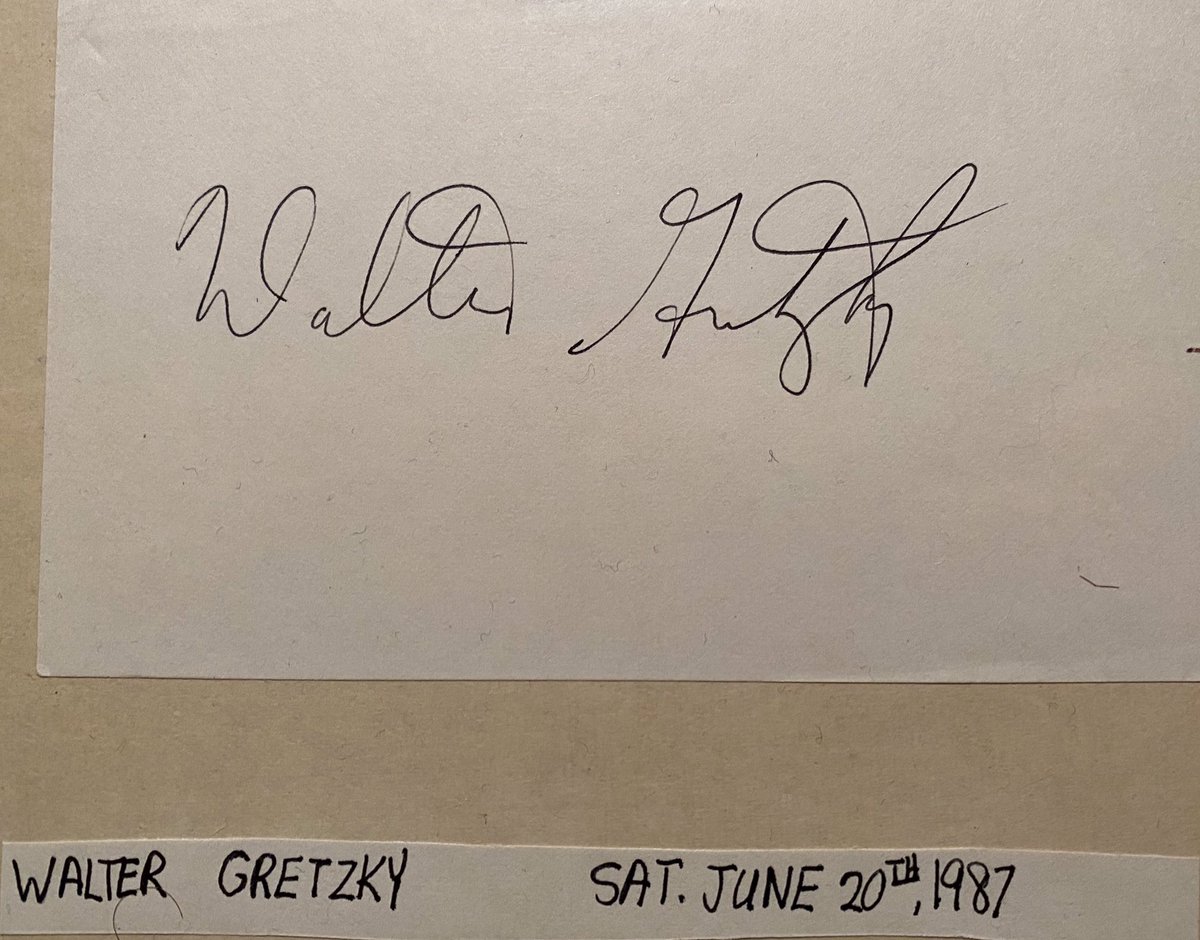 Walter Gretzky
WALTER GRETZKY SAT. JUNE 20TH, 1987